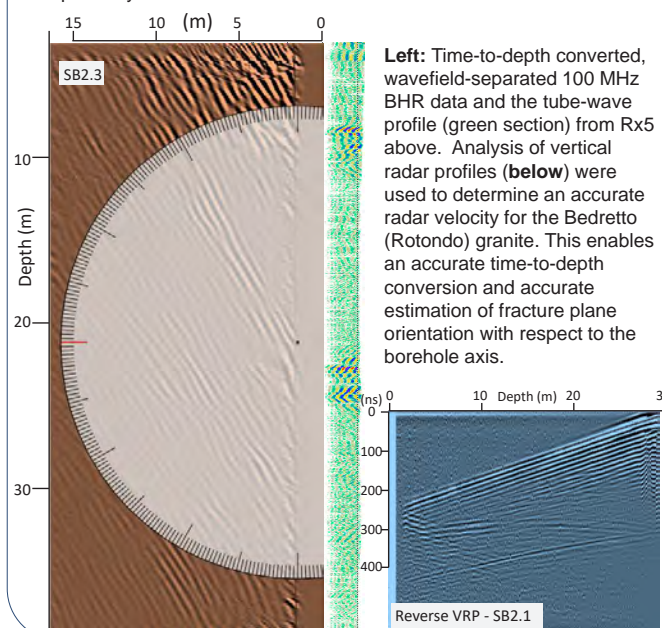 15 10 (m) 5 0
SB2.3
10
20
30
Depth (m)
Left: Time-to-depth converted,
wavefield-separated 100 MHz
BHR data and the tube-wave
profile (green section) from Rx5
above. Analysis of vertical
radar profiles (below) were
used to determine an accurate
radar velocity for the Bedretto
(Rotondo) granite. This enables
an accurate time-to-depth
conversion and accurate
estimation of fracture plane
orientation with respect to the
borehole axis.
(ns) 0 10 Depth (m) 20 3
0
100
200
300
400
Reverse VRP - SB2.1